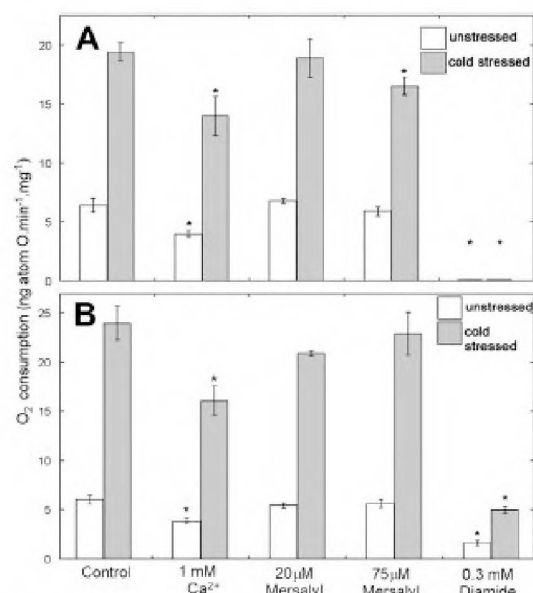 A
unstressed
cold stressed
20
15
10
5
0
B
unstressed
cold
stressed
25
20
15
10
5
0
O₂ consumption (ng atom O.min⁻¹.mg⁻¹)
* * * * *
* * * *
Control 1 mM 20μM 75μM 0.3 mM
Ca²⁺ Mersalyl Mersalyl Diamide